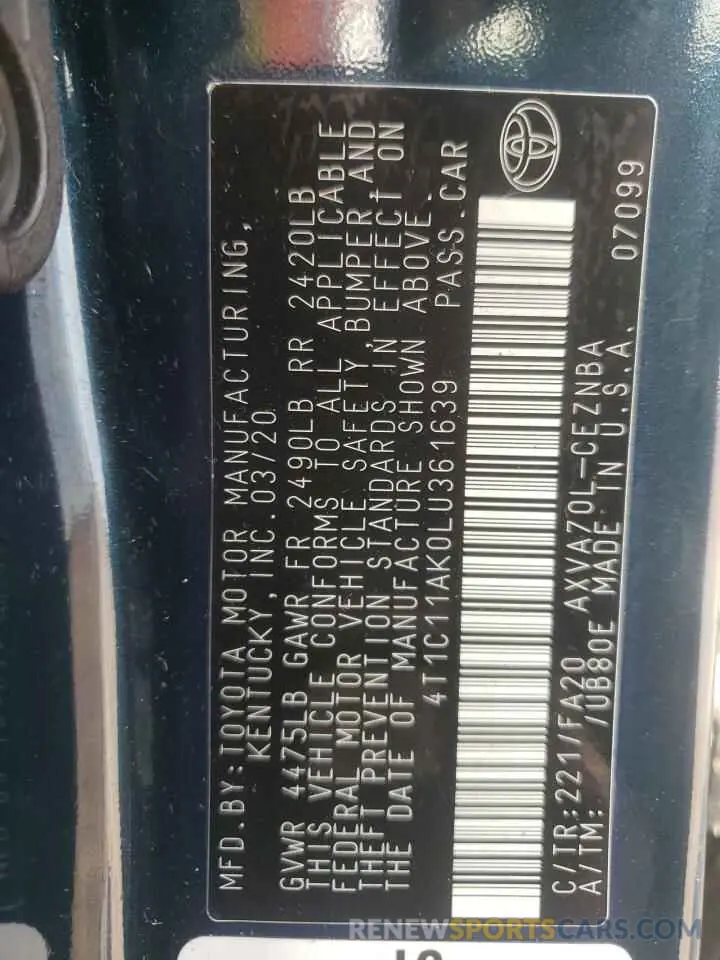 MFD.BY:TOYOTA MOTOR MANUFACTURING,
KENTUCKY,INC.03/20
GVWR 4475LB GAWR FR 2490LB RR 2420LB
THIS VEHICLE CONFORMS TO ALL APPLICABLE
FEDERAL MOTOR VEHICLE SAFETY,BUMPER,AND
THEFT PREVENTION STANDARDS IN EFFECT ON
THE DATE OF MANUFACTURE SHOWN ABOVE.
4T1C11AK0LU361639 PASS.CAR
C/TR:221/FA20 AXVA70L-CEZNBA
A/TM: /UB80E MADE IN U.S.A.
07099
RENEWSPORTSCARS.COM